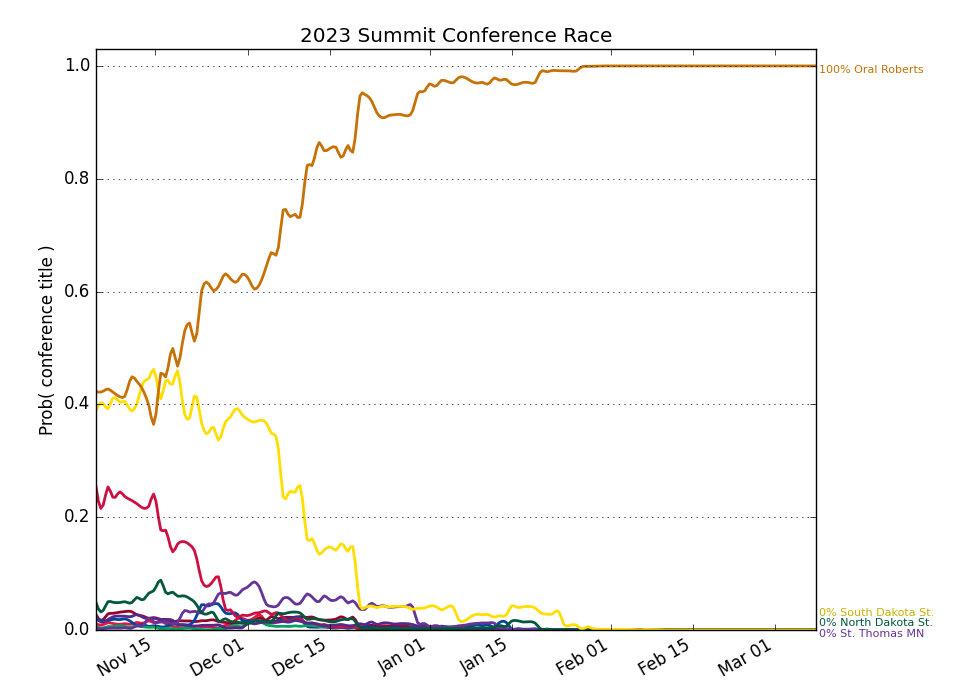 2023 Summit Conference Race
Prob( conference title )
1.0
0.8
0.6
0.4
0.2
0.0
100% Oral Roberts
0% South Dakota St.
0% North Dakota St.
0% St. Thomas MN
Nov 15
Dec 01
Dec 15
Jan 01
Jan 15
Feb 01
Feb 15
Mar 01